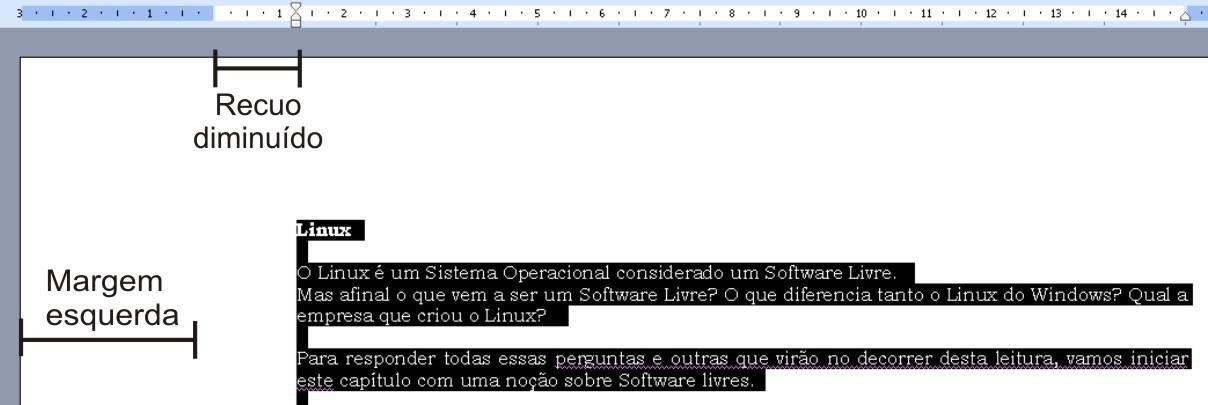 3 2 1 1 2 3 4 5 6 7 8 9 10 11 12 13 14
Recuo
diminuído
Linux
O Linux é um Sistema Operacional considerado um Software Livre.
Mas afinal o que vem a ser um Software Livre? O que diferencia tanto o Linux do Windows? Qual a
empresa que criou o Linux?
Margem
esquerda
Para responder todas essas perguntas e outras que virão no decorrer desta leitura, vamos iniciar
este capítulo com uma noção sobre Software livres.